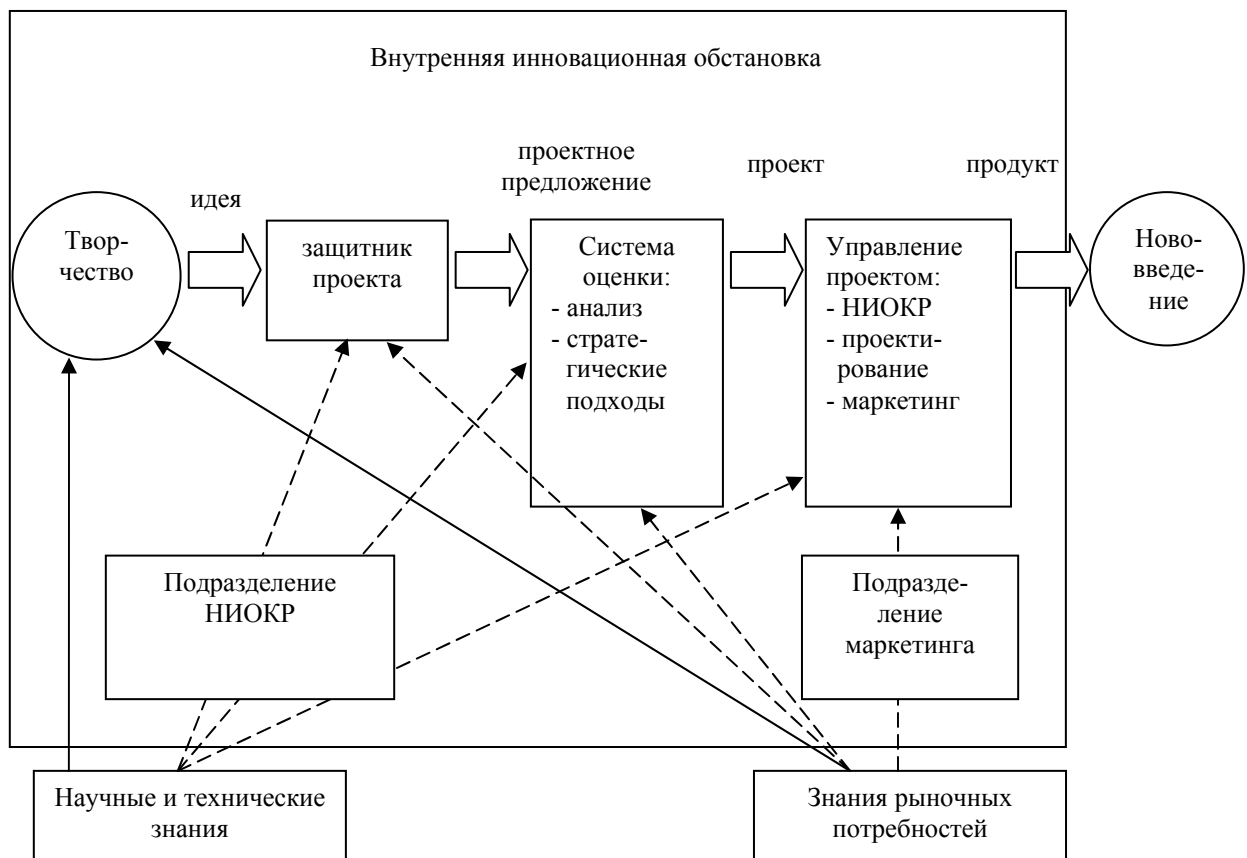 Внутренняя инновационная обстановка
идея
проектное
предложение
проект
продукт
Твор-
чество
защитник
проекта
Система
оценки:
- анализ
- страте-
гические
подходы
Управление
проектом:
- НИОКР
- проекти-
рование
- маркетинг
Ново-
введе-
ние
Подразделение
НИОКР
Подразде-
ление
маркетинга
Научные и технические
знания
Знания рыночных
потребностей